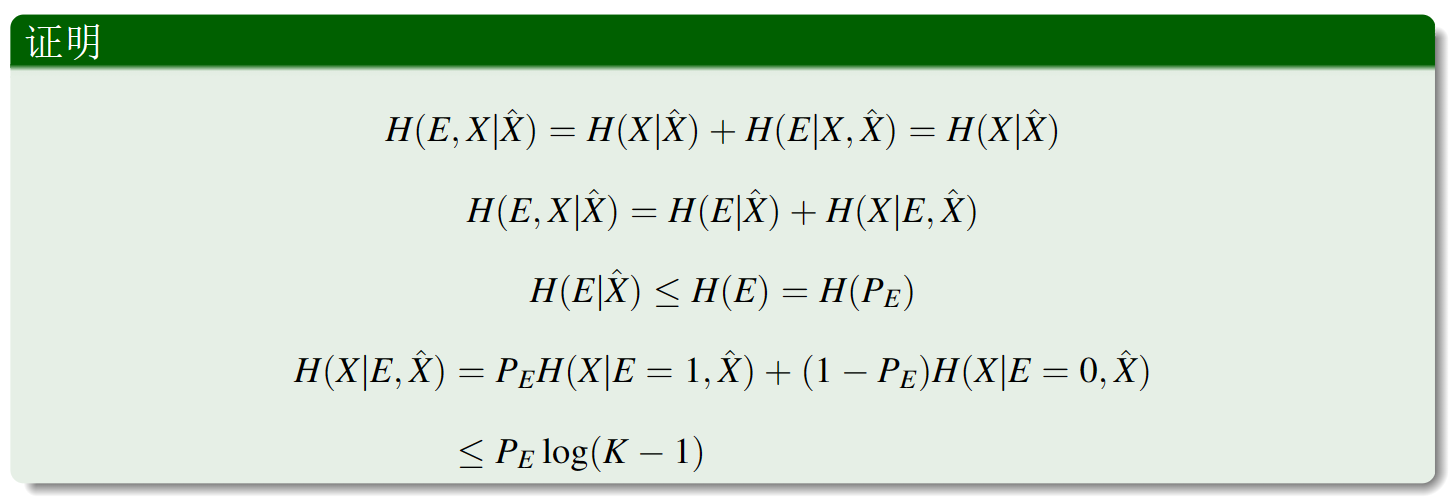 证明
H(E, X|X̂) = H(X|X̂) + H(E|X, X̂) = H(X|X̂)
H(E, X|X̂) = H(E|X̂) + H(X|E, X̂)
H(E|X̂) ≤ H(E) = H(P_E)
H(X|E, X̂) = P_E H(X|E = 1, X̂) + (1 − P_E)H(X|E = 0, X̂)
≤ P_E log(K − 1)